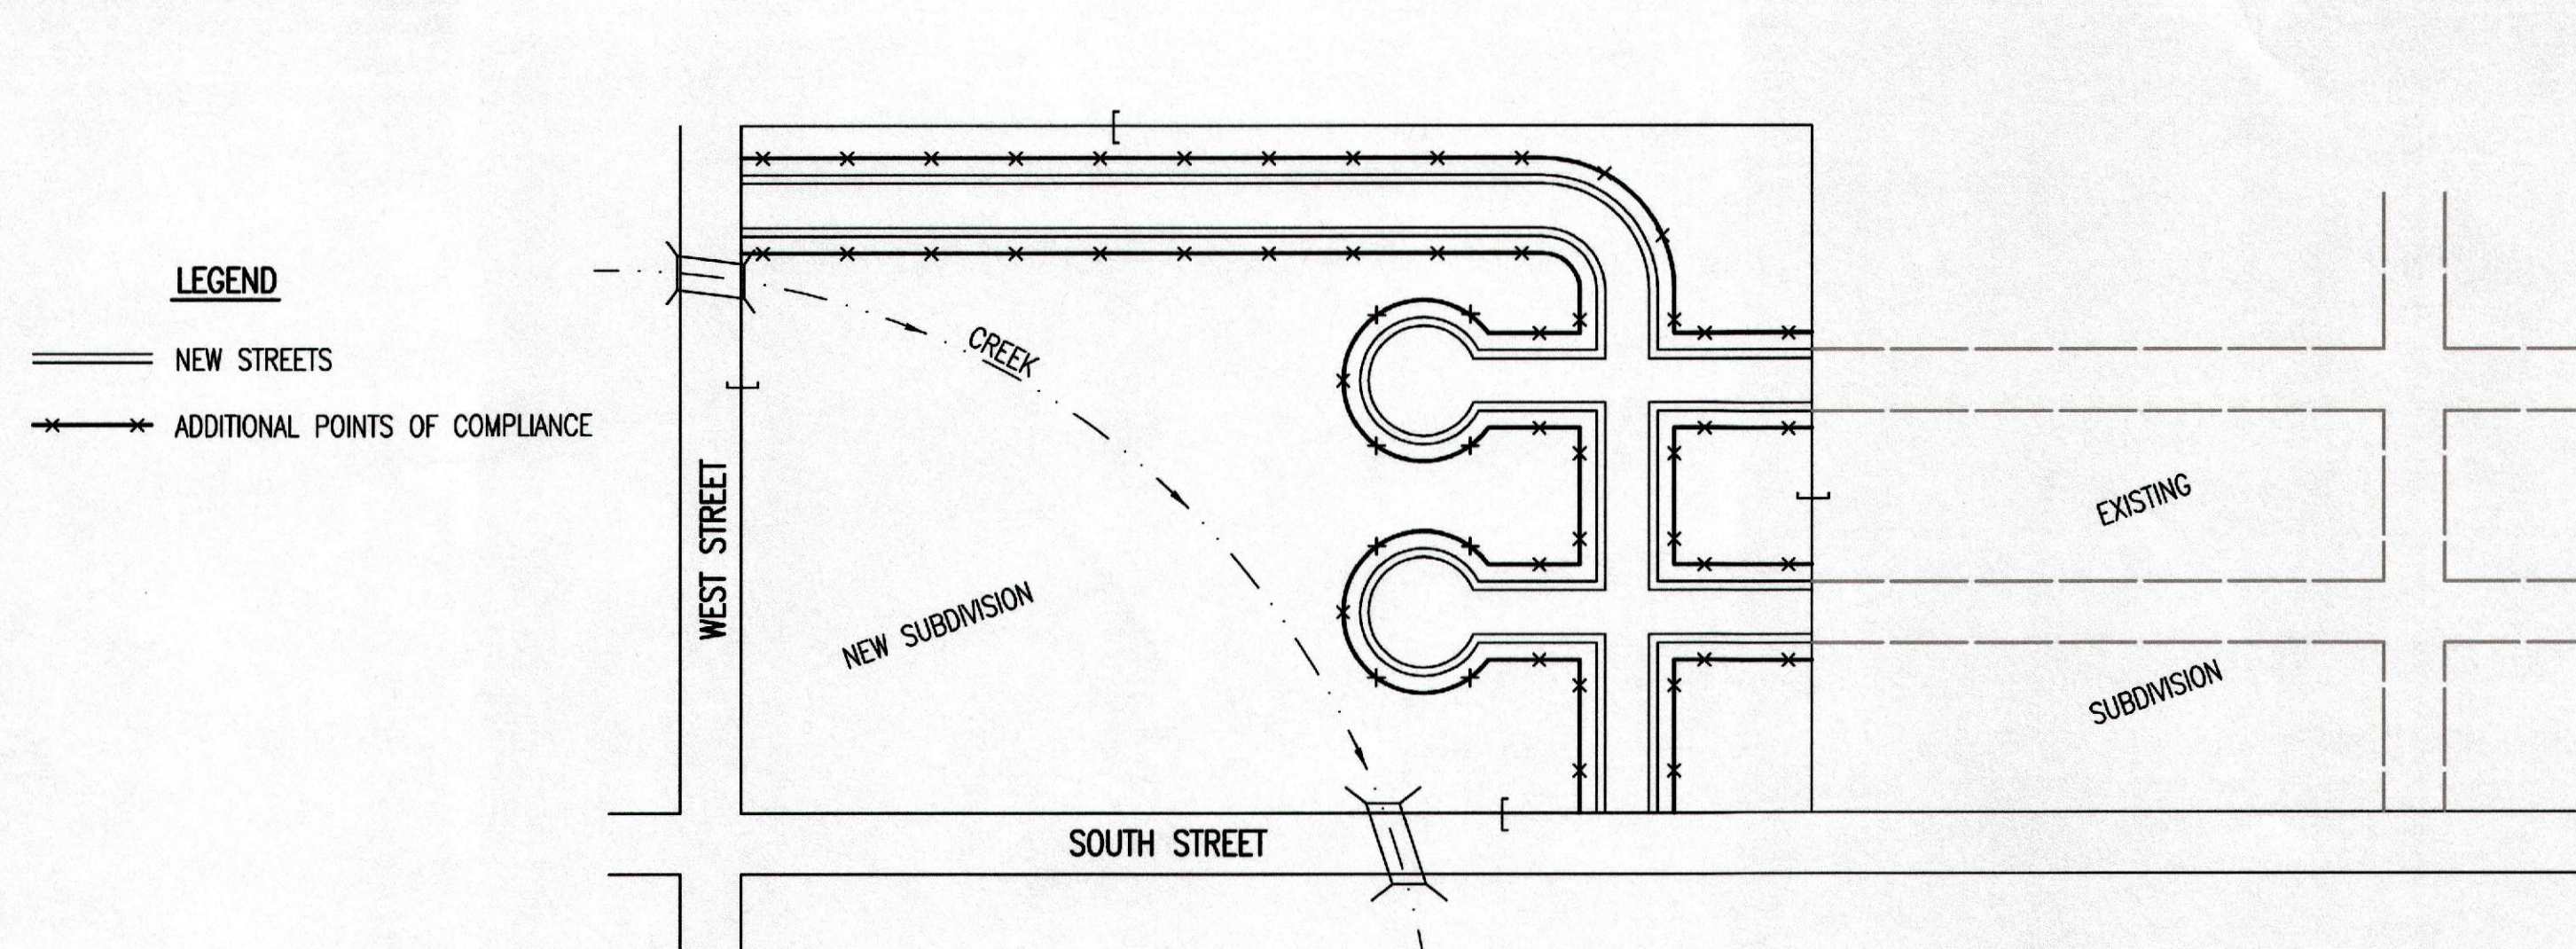 LEGEND
NEW STREETS
ADDITIONAL POINTS OF COMPLIANCE
WEST STREET
CREEK
NEW SUBDIVISION
SOUTH STREET
EXISTING
SUBDIVISION